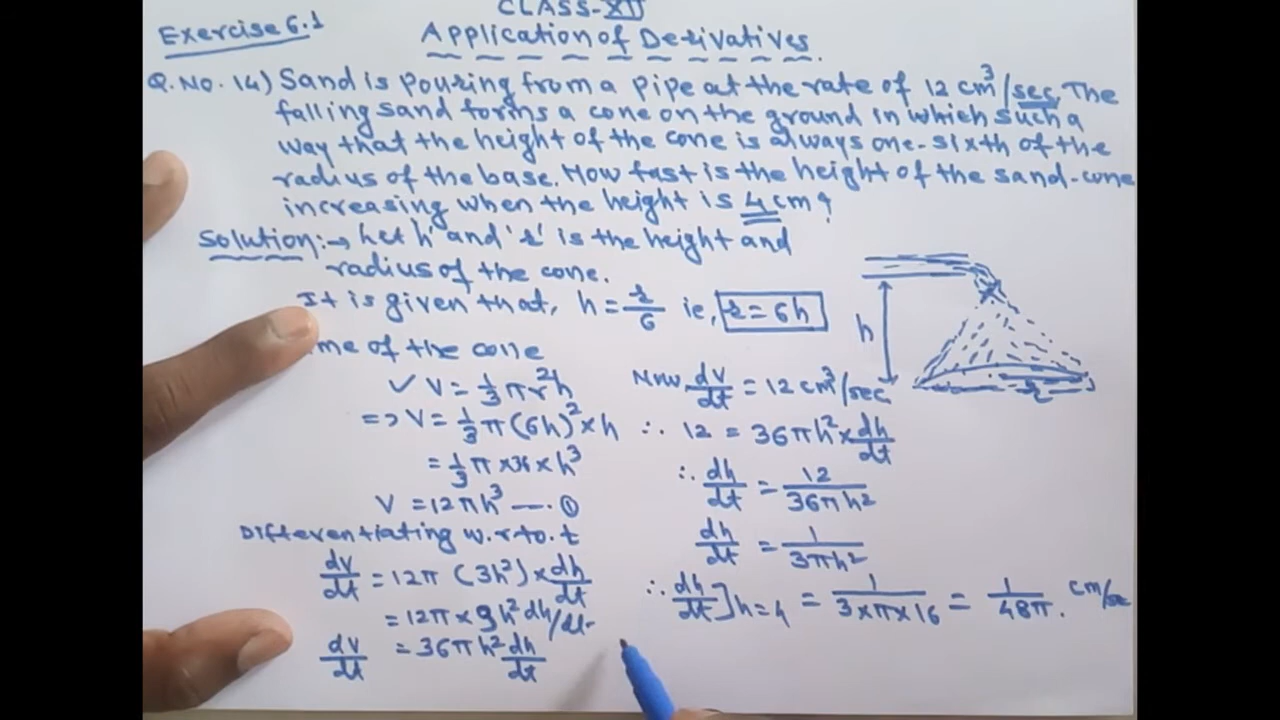 CLASS-XII
Exercise 6.1
Application of Derivatives
Q.No. 14) Sand is pouring from a pipe at the rate of 12 cm³/sec. The
falling sand forms a cone on the ground in which such a
way that the height of the cone is always one-sixth of the
radius of the base. How fast is the height of the sand-cone
increasing when the height is 4 cm?
Solution:→ Let 'h' and 'r' is the height and
radius of the cone.
It is given that, h = r/6 ie, r = 6h
me of the cone
✓ V = 1/3 πr²h
=> V = 1/3 π (6h)² × h
= 1/3 π × 36 × h³
V = 12πh³ —. ①
Differentiating w.r.to.t
dv/dt = 12π (3h²) × dh/dt
= 12π × 3h² dh/dt
dv/dt = 36πh² dh/dt
Now, dv/dt = 12 cm³/sec
∴ 12 = 36πh² × dh/dt
∴ dh/dt = 12/36πh²
dh/dt = 1/3πh²
∴ dh/dt]h=4 = 1/3×π×16 = 1/48π. cm/se
h
r